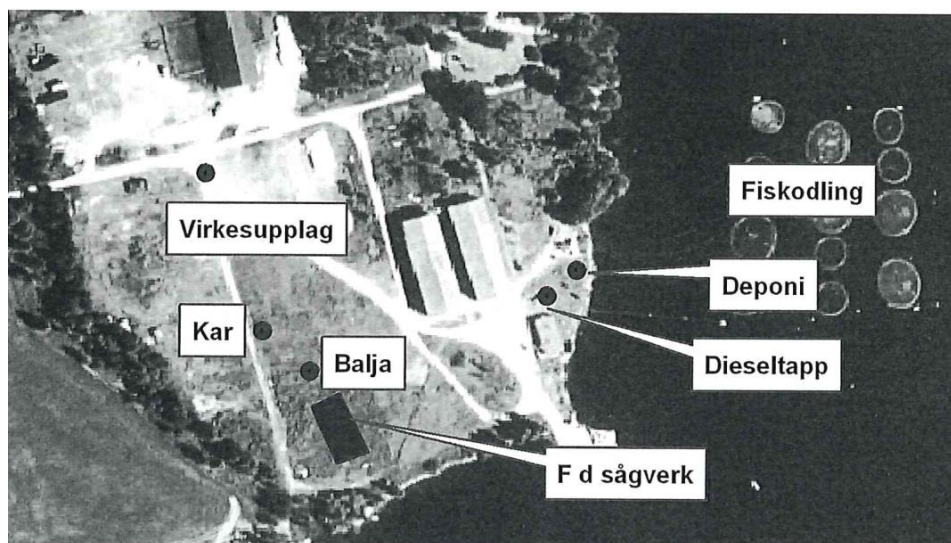 Fiskodling
Virkesupplag
Deponi
Kar
Balja
Dieseltapp
F d sågverk